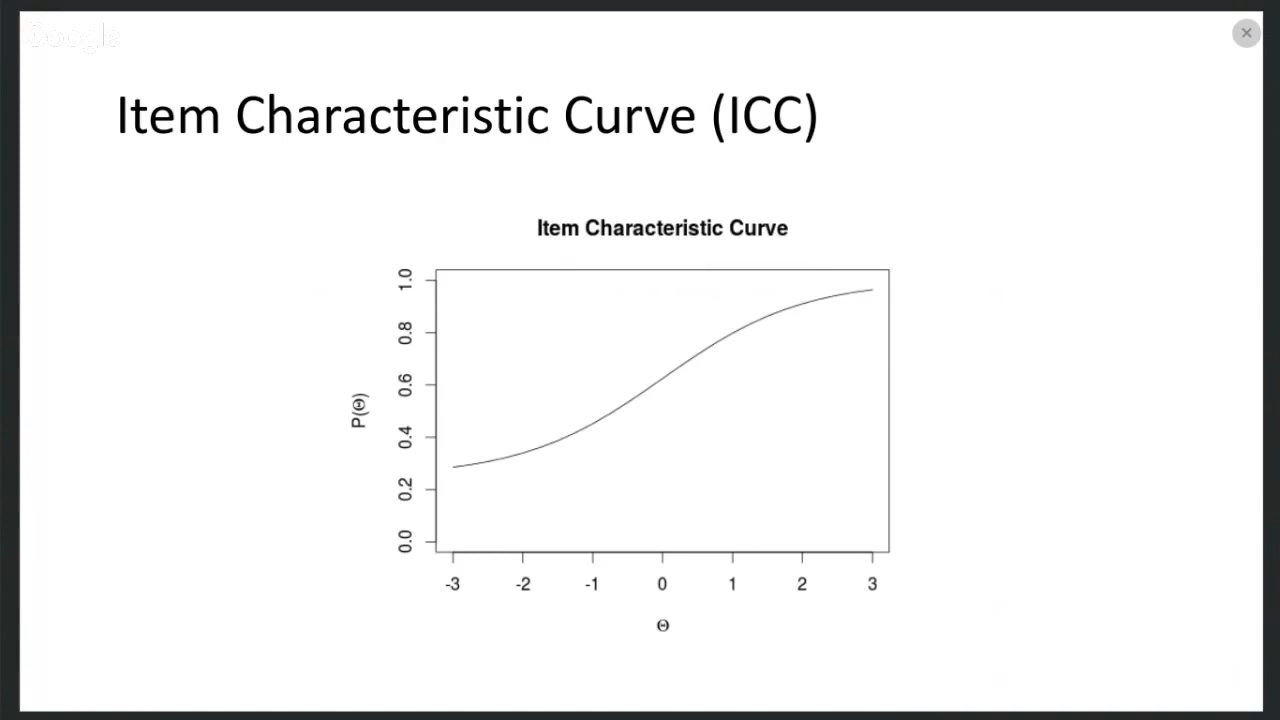 Google
Item Characteristic Curve (ICC)
Item Characteristic Curve
1.0
0.8
0.6
0.4
0.2
0.0
P(Θ)
-3 -2 -1 0 1 2 3
Θ